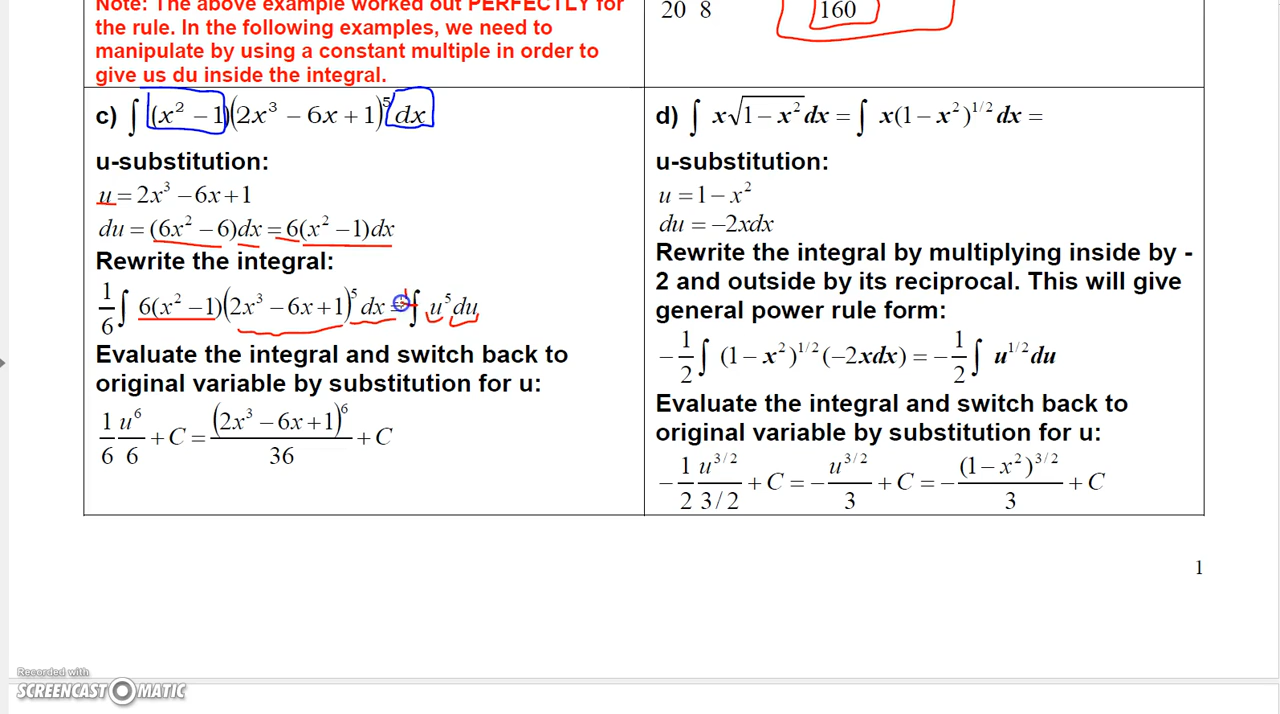 Note: The above example worked out PERFECTLY for
the rule. In the following examples, we need to
manipulate by using a constant multiple in order to
give us du inside the integral.
20 8 160
c) ∫ (x² − 1)(2x³ − 6x + 1)⁵ dx
u-substitution:
u = 2x³ − 6x + 1
du = (6x² − 6)dx = 6(x² − 1)dx
Rewrite the integral:
1/6 ∫ 6(x² − 1)(2x³ − 6x + 1)⁵ dx = ∫ u⁵ du
Evaluate the integral and switch back to
original variable by substitution for u:
1/6 u⁶/6 + C = (2x³ − 6x + 1)⁶/36 + C
d) ∫ x√(1 − x²) dx = ∫ x(1 − x²)^1/2 dx =
u-substitution:
u = 1 − x²
du = −2xdx
Rewrite the integral by multiplying inside by -
2 and outside by its reciprocal. This will give
general power rule form:
−1/2 ∫ (1 − x²)^1/2 (−2xdx) = −1/2 ∫ u^1/2 du
Evaluate the integral and switch back to
original variable by substitution for u:
−1/2 u^3/2/(3/2) + C = −u^3/2/3 + C = −(1 − x²)^3/2/3 + C
1
Recorded with
SCREENCAST-O-MATIC